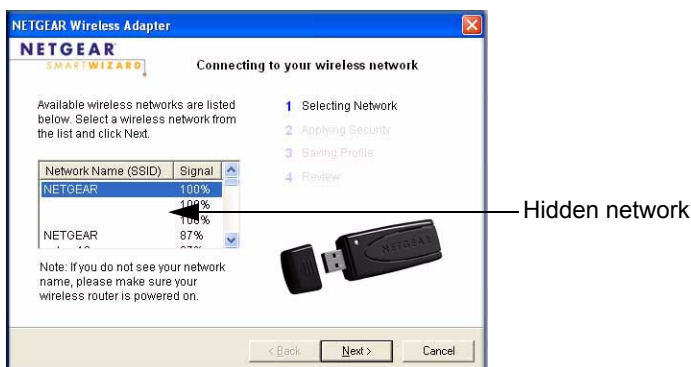 NETGEAR Wireless Adapter
NETGEAR
SMARTWIZARD
Connecting to your wireless network
Available wireless networks are listed
below. Select a wireless network from
the list and click Next.
1 Selecting Network
2 Applying Security
3 Saving Profile
4 Review
Network Name (SSID) Signal
NETGEAR 100%
100%
100%
NETGEAR 87%
Hidden network
NETGEAR
Note: If you do not see your network
name, please make sure your
wireless router is powered on.
< Back
Next >
Cancel